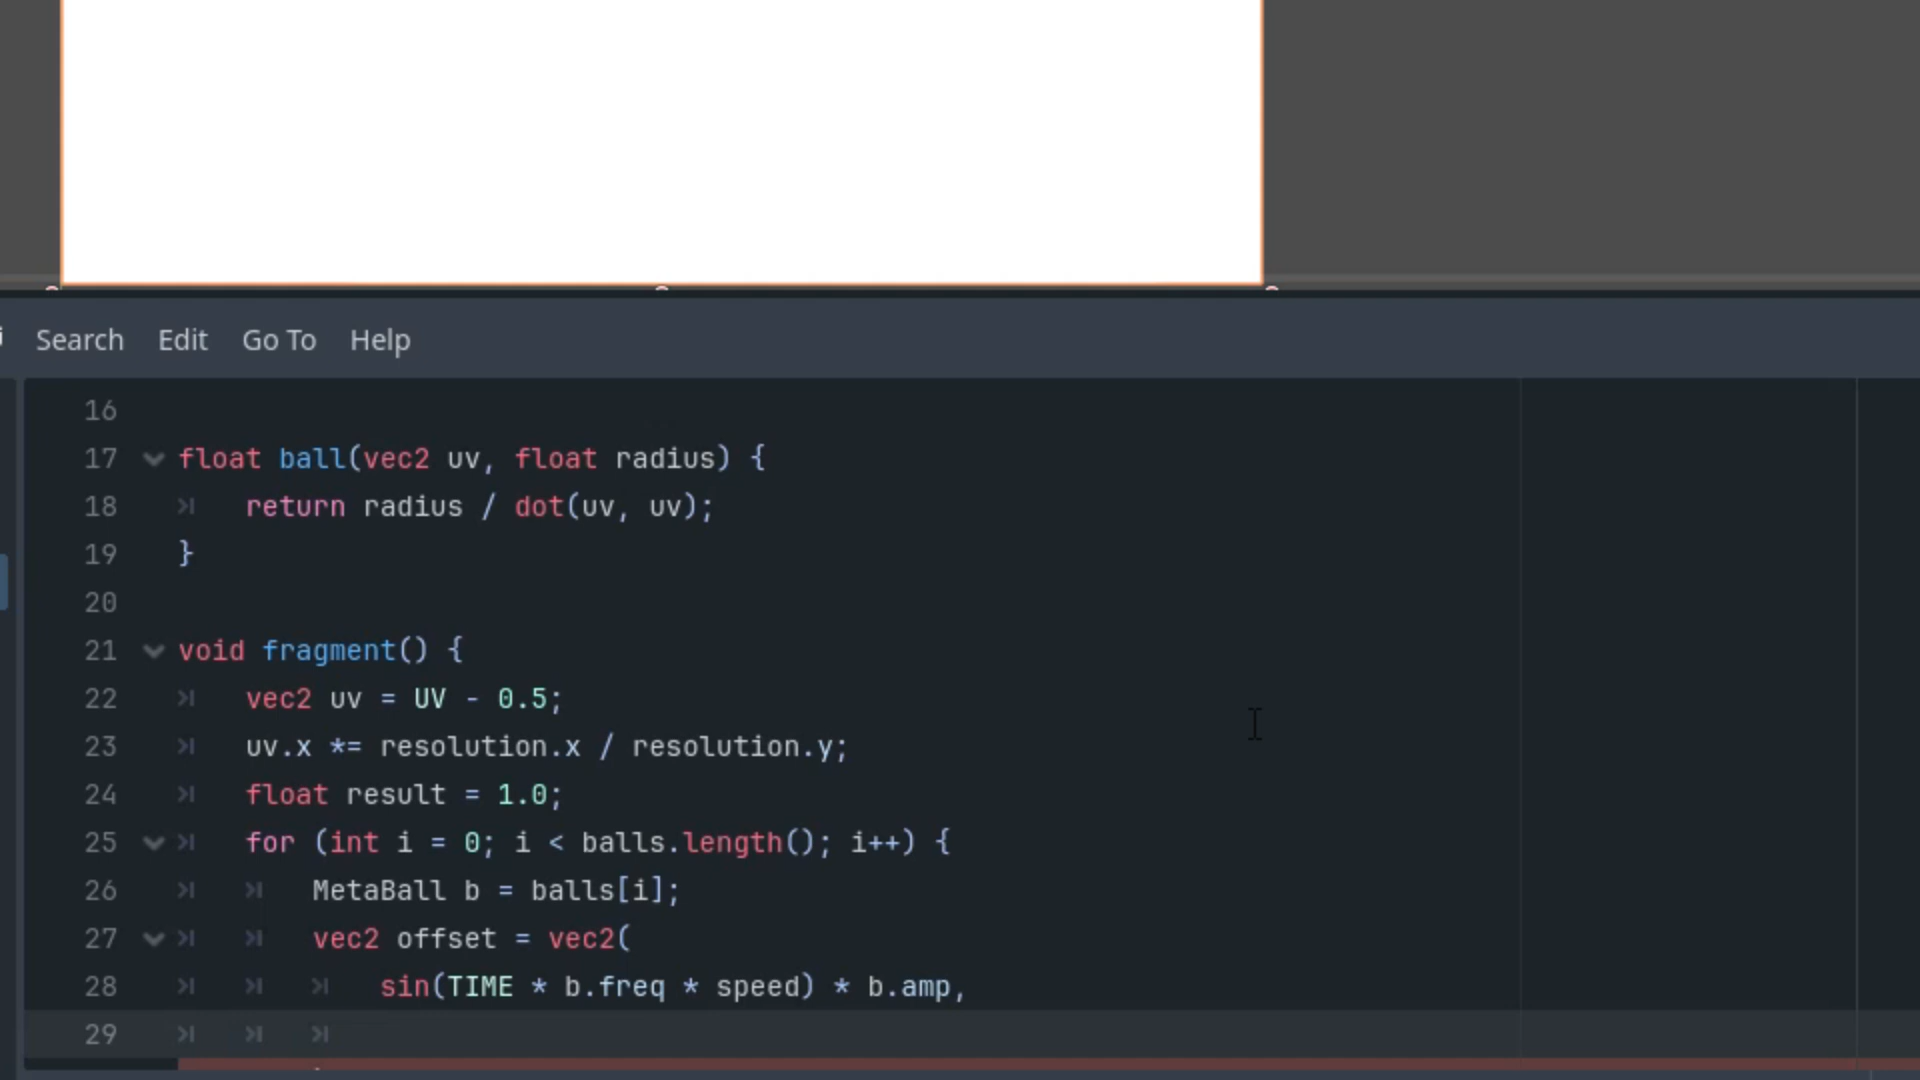 Search Edit Go To Help
16
17 float ball(vec2 uv, float radius) {
18 return radius / dot(uv, uv);
19 }
20
21 void fragment() {
22 vec2 uv = UV - 0.5;
23 uv.x *= resolution.x / resolution.y;
24 float result = 1.0;
25 for (int i = 0; i < balls.length(); i++) {
26 MetaBall b = balls[i];
27 vec2 offset = vec2(
28 sin(TIME * b.freq * speed) * b.amp,
29